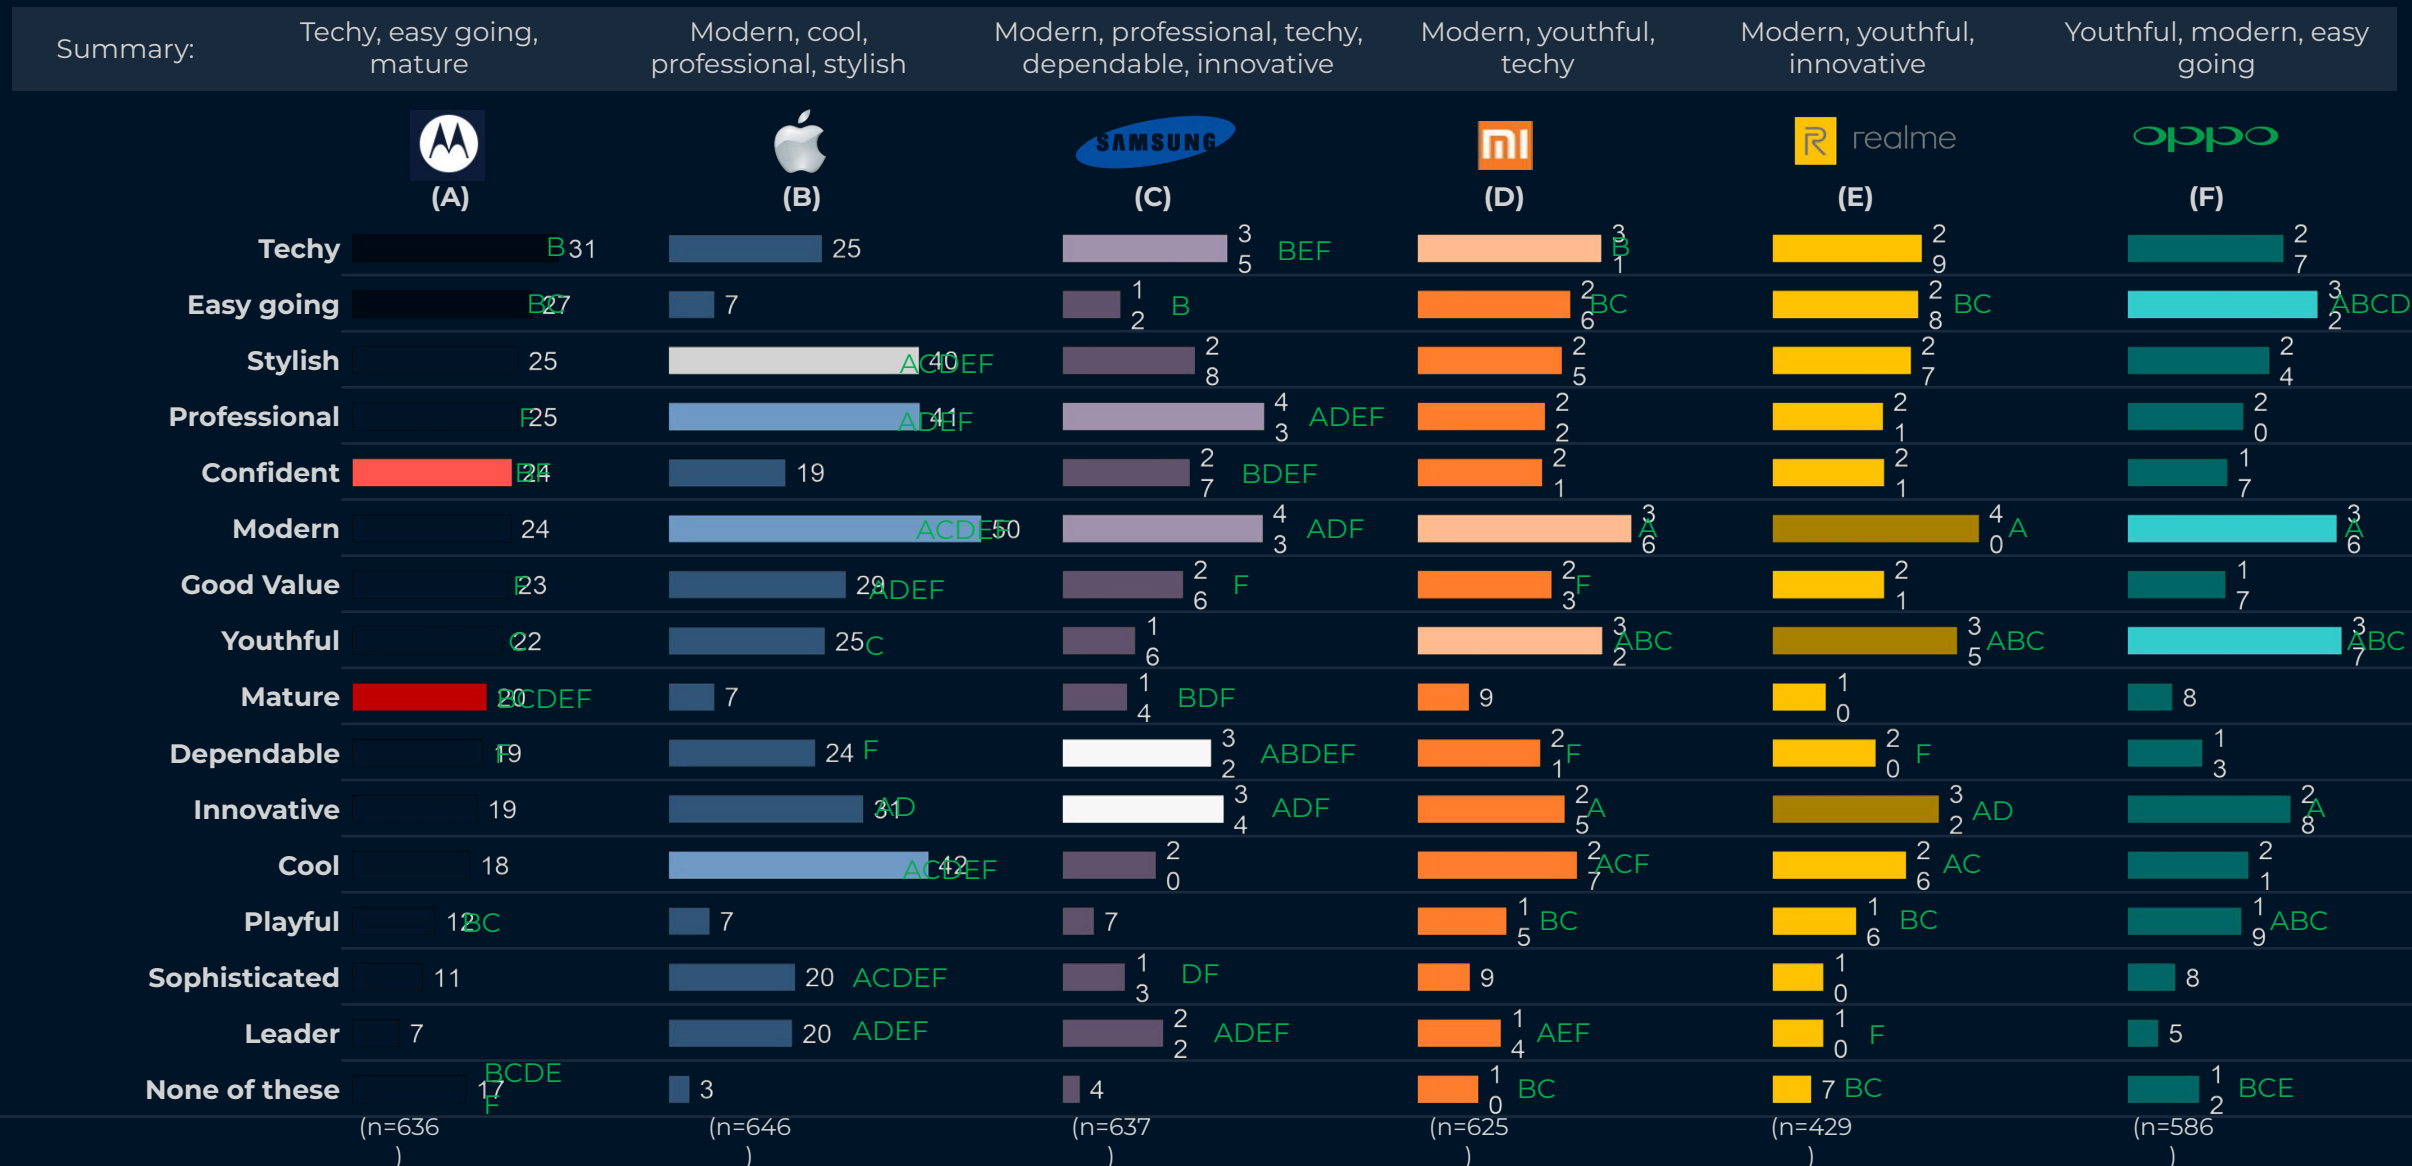 Summary:
Techy, easy going,
mature
Modern, cool,
professional, stylish
Modern, professional, techy,
dependable, innovative
Modern, youthful,
techy
Modern, youthful,
innovative
Youthful, modern, easy
going
SAMSUNG
mi
R realme
oppo
(A) (B) (C) (D) (E) (F)
Techy B 31 25 35 BEF 31 B 29 27
Easy going BC 27 7 12 B 26 BC 28 BC 32 ABCD
Stylish 25 40 ACDEF 28 25 27 24
Professional F 25 41 ADEF 43 ADEF 22 21 20
Confident 24 BF 19 27 BDEF 21 21 17
Modern 24 ACDEF 50 43 ADF 36 A 40 A 36 A
Good Value F 23 29 ADEF 26 F 23 F 21 17
Youthful C 22 25 C 16 32 ABC 35 ABC 37 ABC
Mature 20 BCDEF 7 14 BDF 9 10 8
Dependable F 19 24 F 32 ABDEF 21 F 20 F 13
Innovative 19 31 AD 34 ADF 25 A 32 AD 28 A
Cool 18 42 ACDEF 20 27 ACF 26 AC 21
Playful 12 BC 7 7 15 BC 16 BC 19 ABC
Sophisticated 11 20 ACDEF 13 DF 9 10 8
Leader 7 20 ADEF 22 ADEF 14 AEF 10 F 5
None of these 17 BCDEF 3 4 10 BC 7 BC 12 BCE
(n=636) (n=646) (n=637) (n=625) (n=429) (n=586)